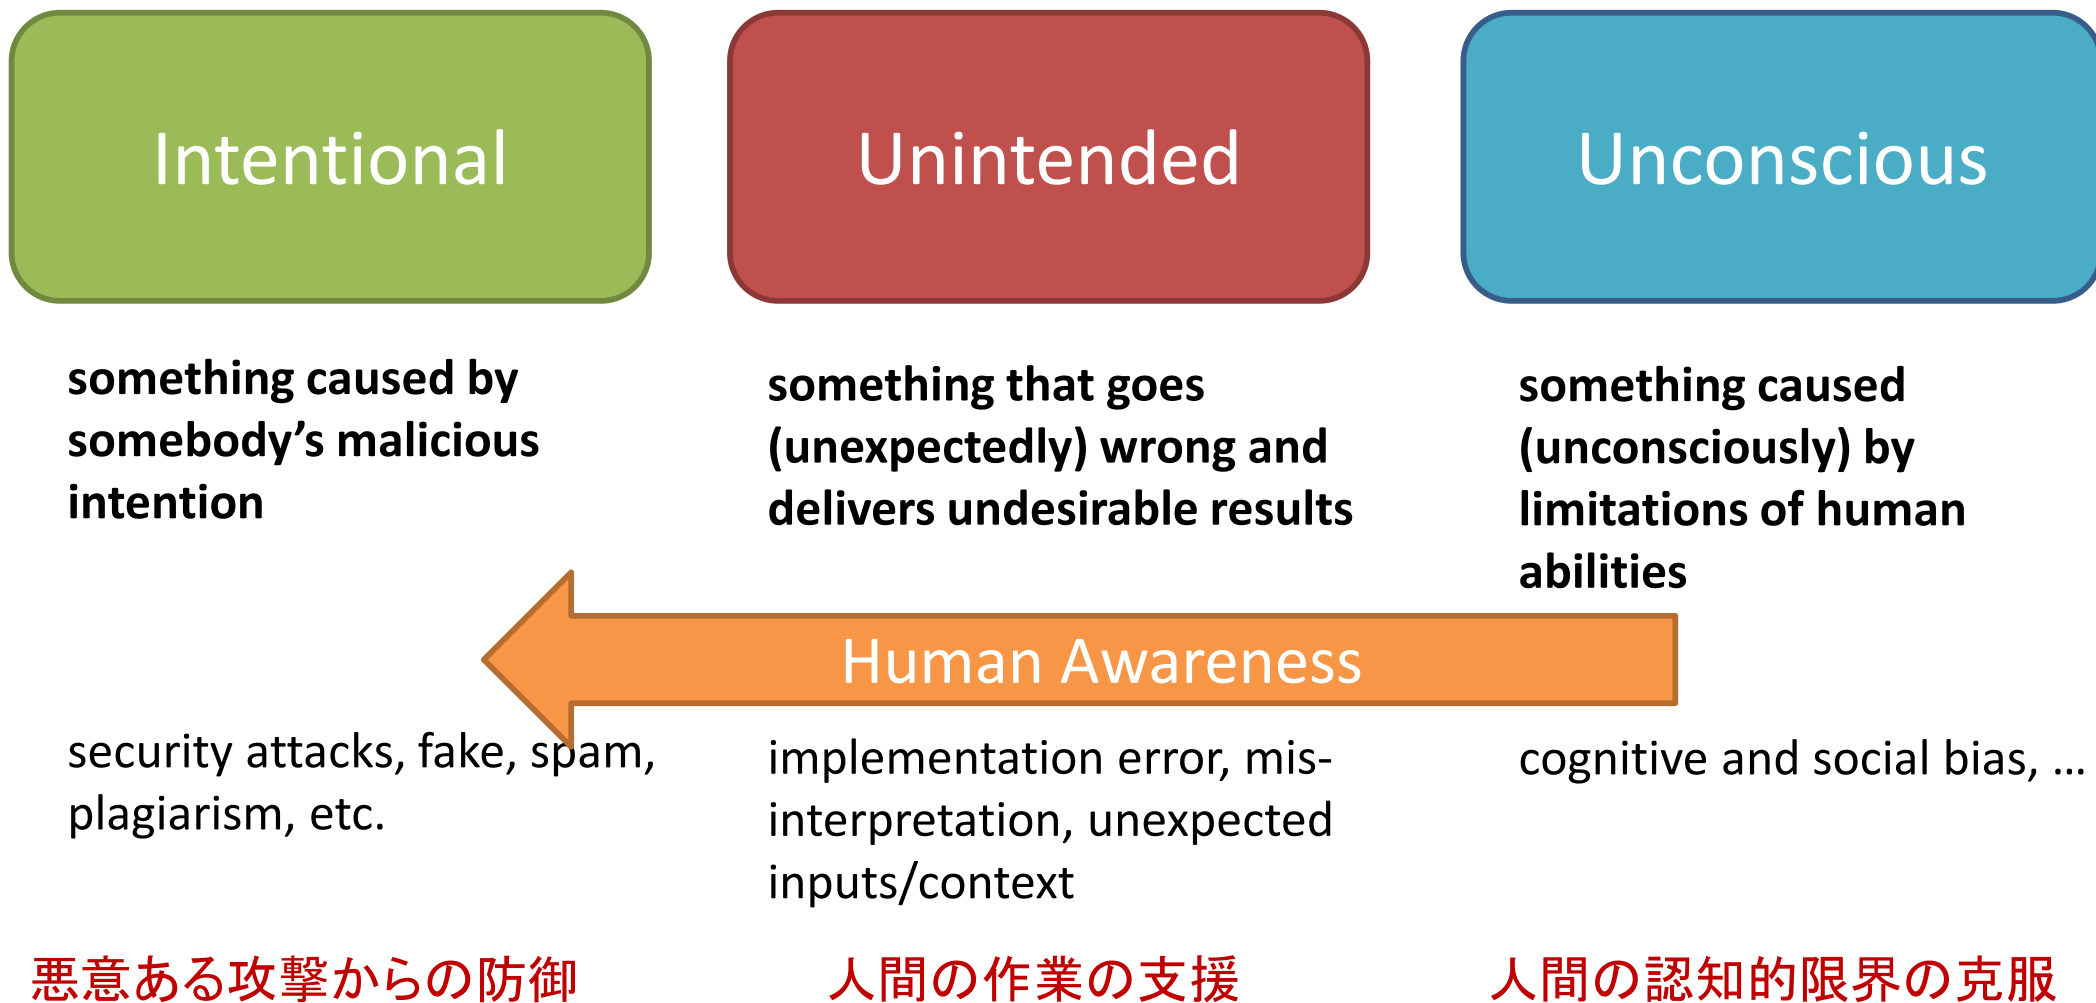 Intentional
Unintended
Unconscious
something caused by
somebody’s malicious
intention
something that goes
(unexpectedly) wrong and
delivers undesirable results
something caused
(unconsciously) by
limitations of human
abilities
Human Awareness
security attacks, fake, spam,
plagiarism, etc.
implementation error, mis-
interpretation, unexpected
inputs/context
cognitive and social bias, …
悪意ある攻撃からの防御
人間の作業の支援
人間の認知的限界の克服